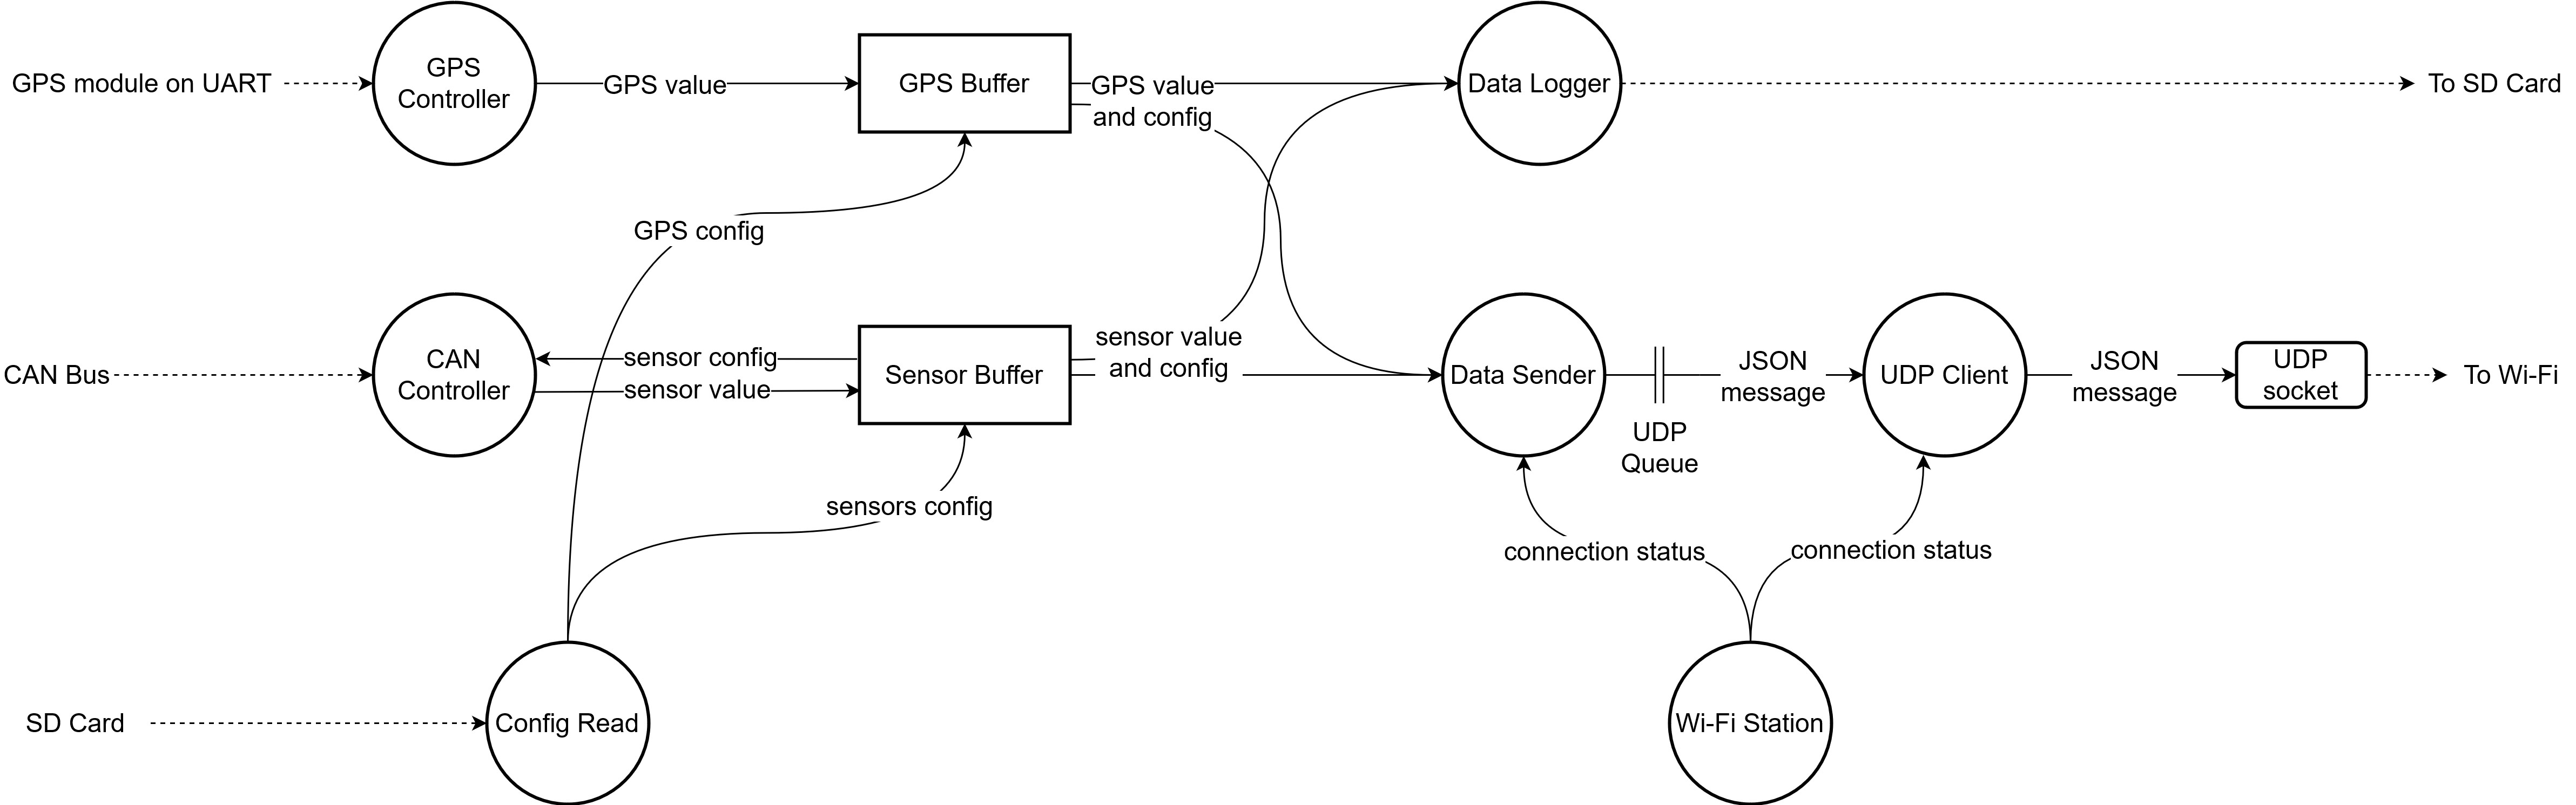 GPS module on UART
GPS
Controller
GPS value
GPS Buffer
GPS value
and config
Data Logger
To SD Card
GPS config
CAN Bus
CAN
Controller
sensor config
sensor value
Sensor Buffer
sensor value
and config
Data Sender
UDP
Queue
JSON
message
UDP Client
JSON
message
UDP
socket
To Wi-Fi
sensors config
connection status
connection status
SD Card
Config Read
Wi-Fi Station